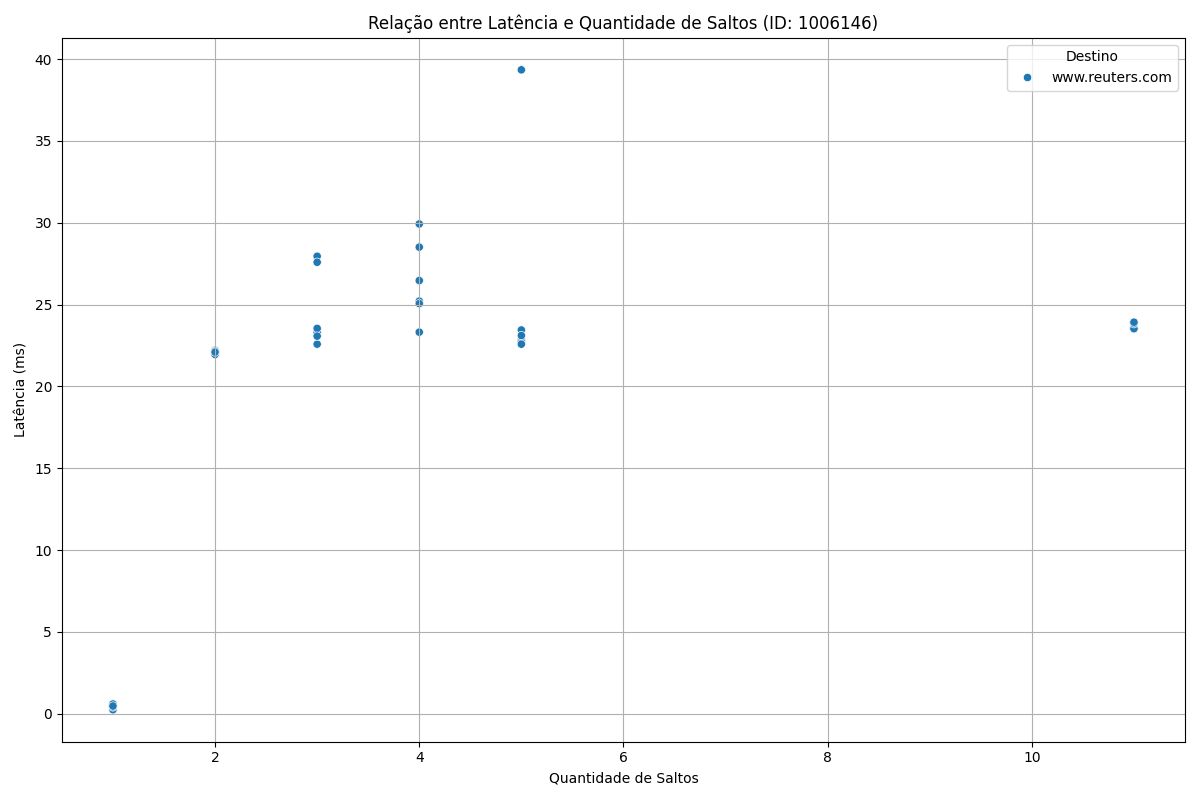 Relação entre Latência e Quantidade de Saltos (ID: 1006146)
Destino
www.reuters.com
Latência (ms)
40
35
30
25
20
15
10
5
0
2 4 6 8 10
Quantidade de Saltos